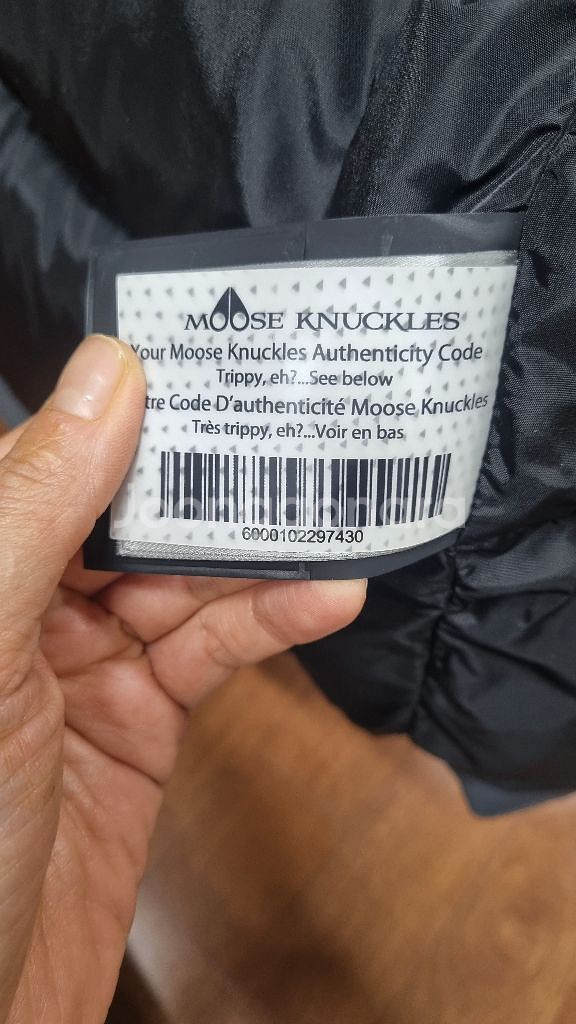 MOOSE KNUCKLES
Your Moose Knuckles Authenticity Code
Trippy, eh?...See below
tre Code D'authenticité Moose Knuckles
Très trippy, eh?...Voir en bas
6000102297430
Joonggonara